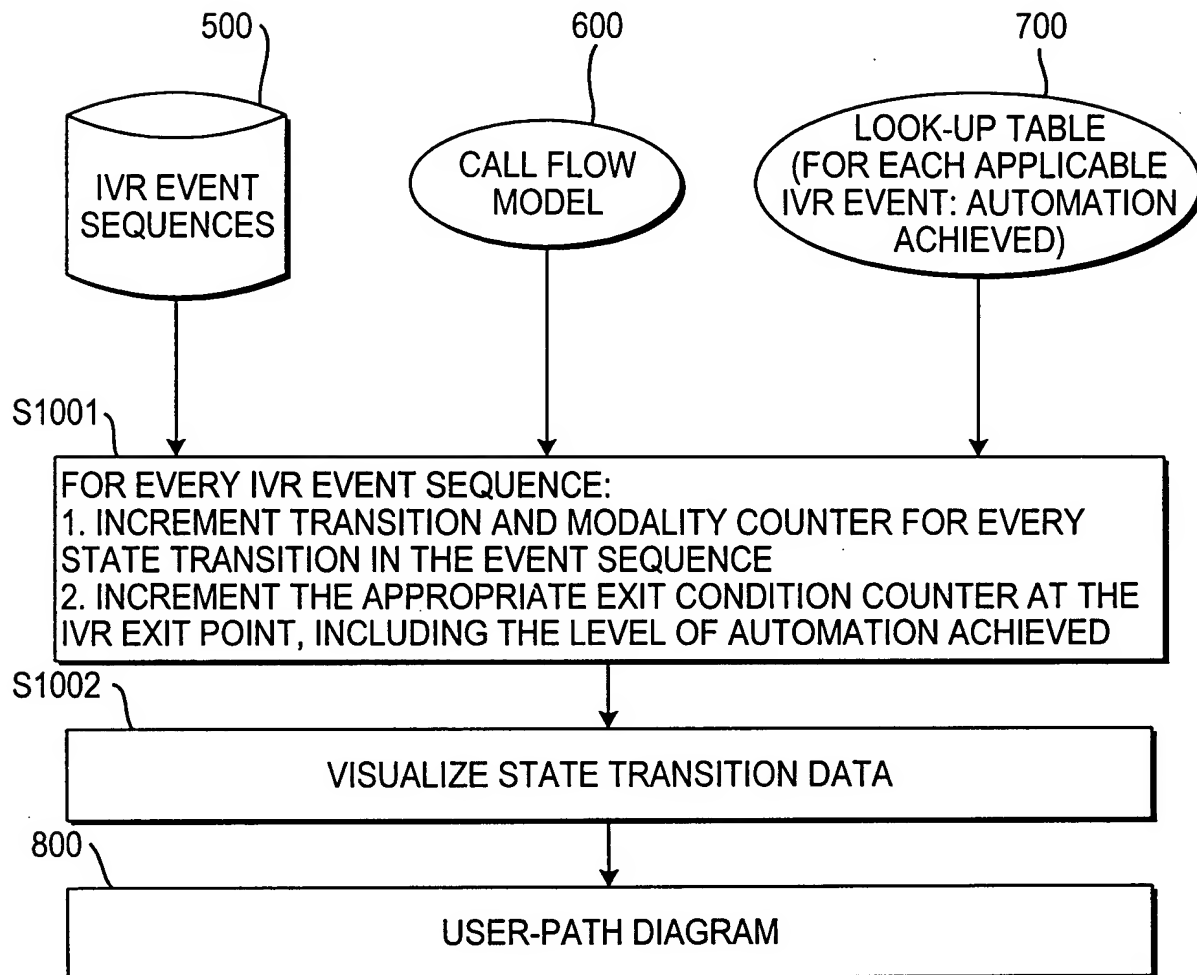 500
600
700
IVR EVENT
SEQUENCES
CALL FLOW
MODEL
LOOK-UP TABLE
(FOR EACH APPLICABLE
IVR EVENT: AUTOMATION
ACHIEVED)
S1001
FOR EVERY IVR EVENT SEQUENCE:
1. INCREMENT TRANSITION AND MODALITY COUNTER FOR EVERY
STATE TRANSITION IN THE EVENT SEQUENCE
2. INCREMENT THE APPROPRIATE EXIT CONDITION COUNTER AT THE
IVR EXIT POINT, INCLUDING THE LEVEL OF AUTOMATION ACHIEVED
S1002
VISUALIZE STATE TRANSITION DATA
800
USER-PATH DIAGRAM